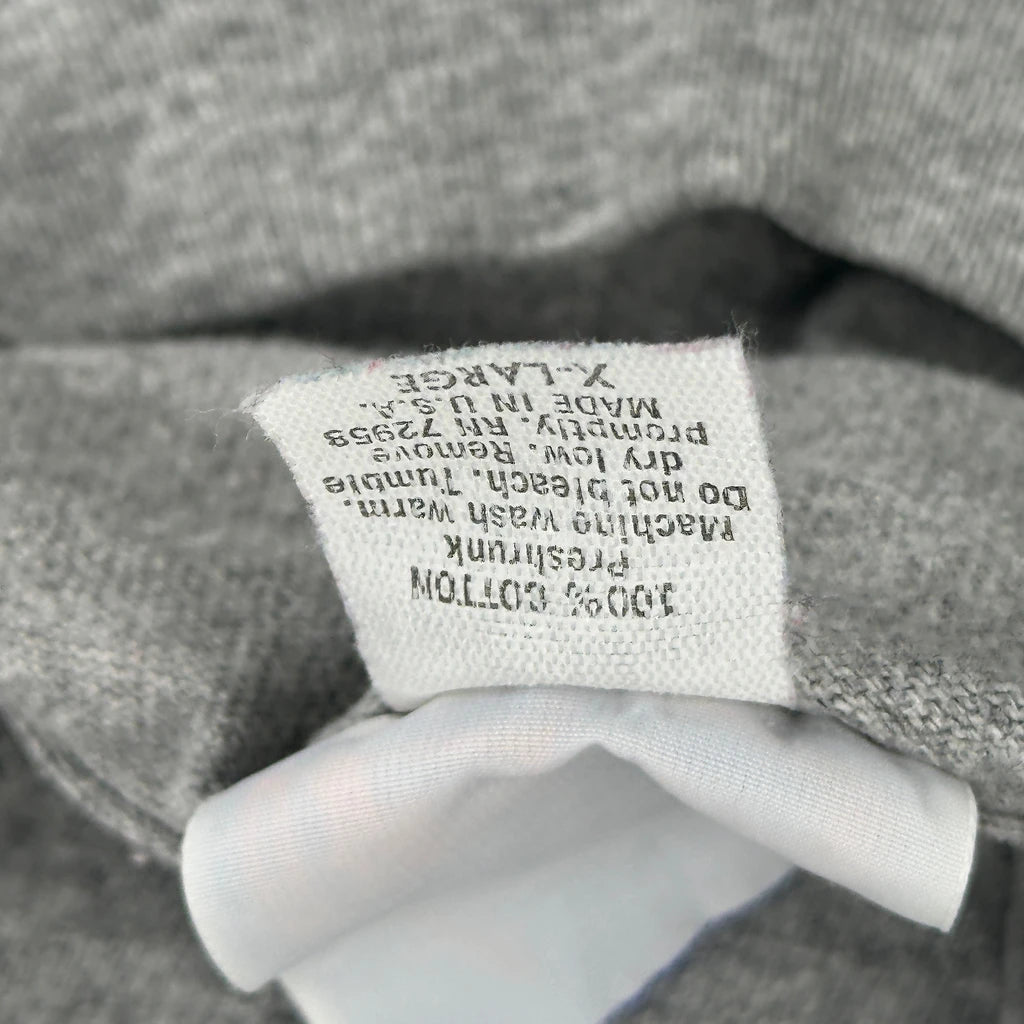 100% COTTON
Preshrunk
Machine wash warm.
Do not bleach. Tumble
dry low. Remove
promptly. RN 72958
MADE IN U.S.A.
X-LARGE